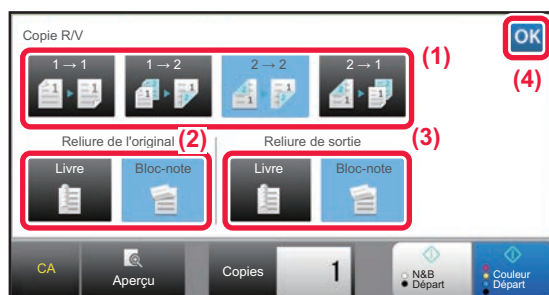 Copie R/V
OK
1 → 1
1 → 2
2 → 2
2 → 1
(1)
(4)
Reliure de l'original
(2)
Reliure de sortie
(3)
Livre
Bloc-note
Livre
Bloc-note
CA
Aperçu
Copies
1
N&B
Départ
Couleur
Départ